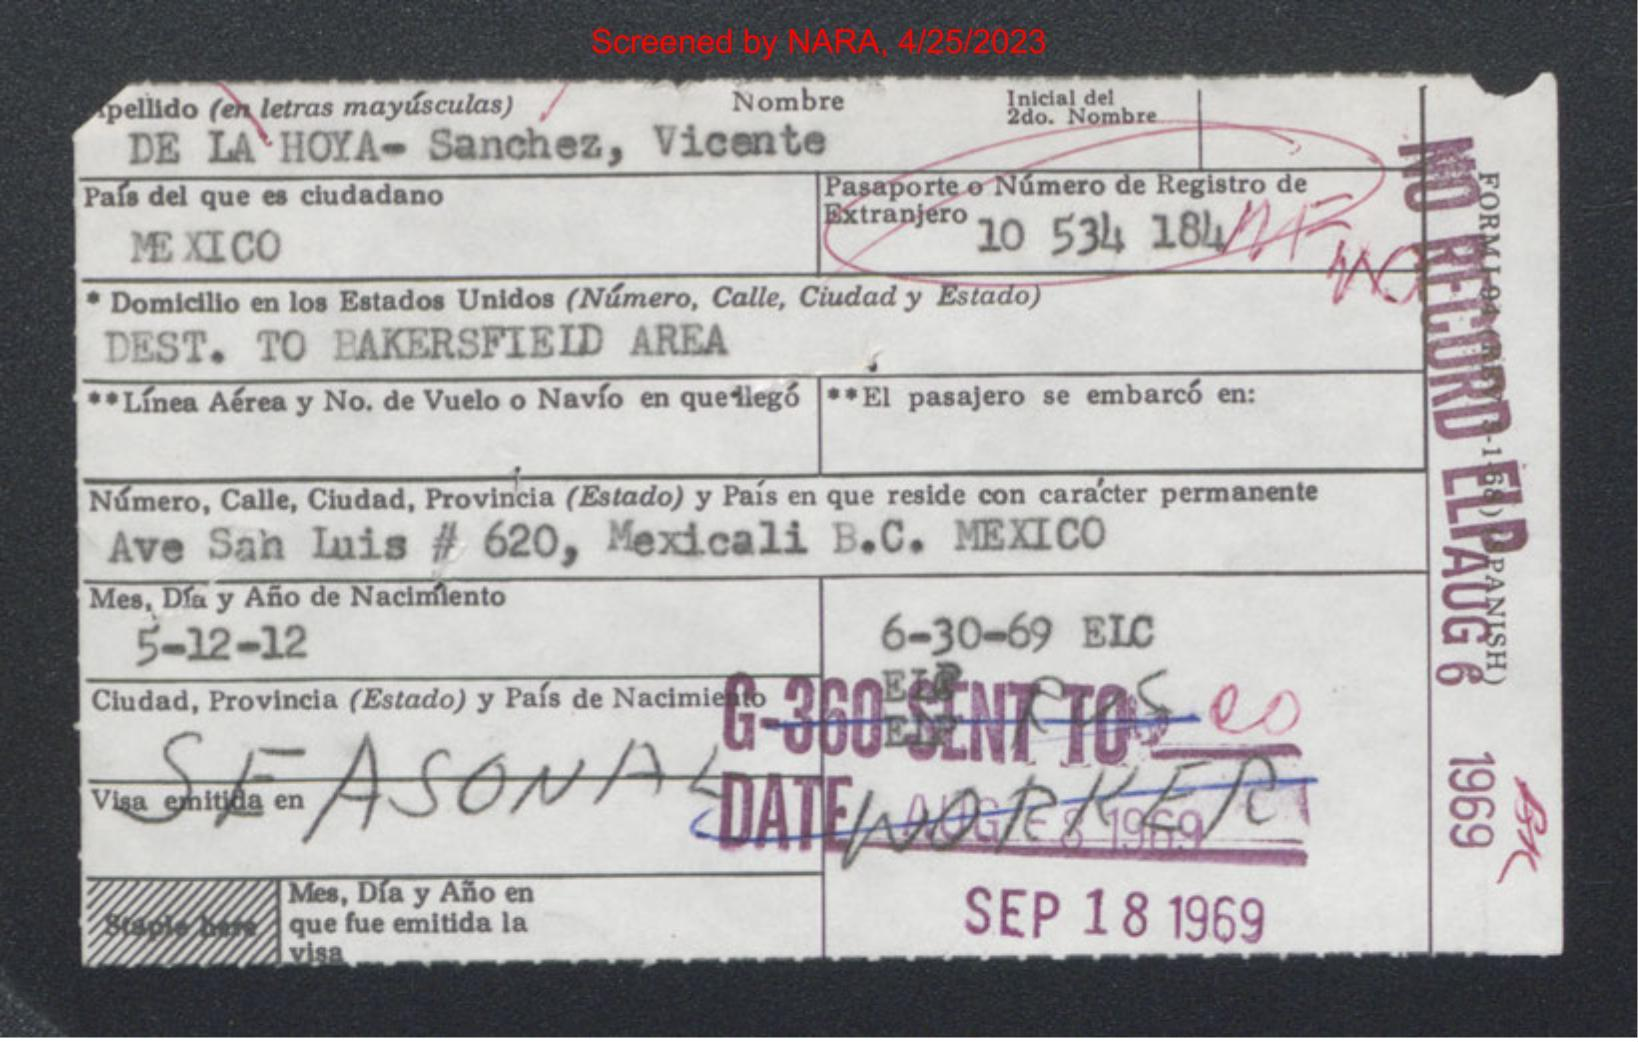 Screened by NARA, 4/25/2023
pellido (en letras mayúsculas) Nombre Inicial del 2do. Nombre
DE LA HOYA- Sanchez, Vicente
País del que es ciudadano
MEXICO
Pasaporte o Número de Registro de
Extranjero 10 534 184 NF
* Domicilio en los Estados Unidos (Número, Calle, Ciudad y Estado)
DEST. TO BAKERSFIELD AREA
**Línea Aérea y No. de Vuelo o Navío en que llegó
**El pasajero se embarcó en:
Número, Calle, Ciudad, Provincia (Estado) y País en que reside con carácter permanente
Ave San Luis # 620, Mexicali B.C. MEXICO
Mes, Día y Año de Nacimiento
5-12-12
6-30-69 ELC
ELP
ELP
Ciudad, Provincia (Estado) y País de Nacimiento
G-360 SENT TO CO
SEASONAL WORKER
Visa emitida en
DATE AUG 8 1969
Staple here
Mes, Día y Año en
que fue emitida la
visa
SEP 18 1969
NO RECORD ELP AUG 6 1969
FORM I-94 (REV. 3-1-68) (SPANISH)